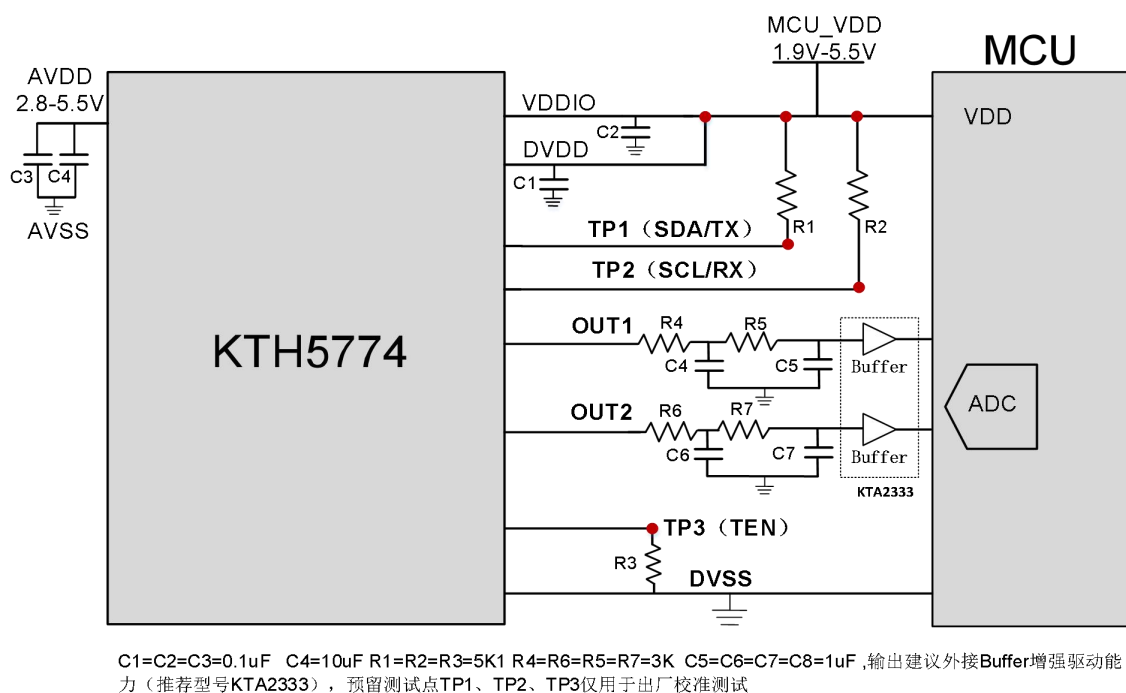 MCU_VDD
1.9V-5.5V
MCU
AVDD
2.8-5.5V
VDDIO
VDD
C2
DVDD
C3
C4
C1
AVSS
TP1（SDA/TX）
R1
R2
TP2（SCL/RX）
KTH5774
OUT1
R4
R5
C4
C5
Buffer
ADC
OUT2
R6
R7
C6
C7
Buffer
KTA2333
TP3（TEN）
R3
DVSS
C1=C2=C3=0.1uF C4=10uF R1=R2=R3=5K1 R4=R6=R5=R7=3K C5=C6=C7=C8=1uF ,输出建议外接Buffer增强驱动能
力（推荐型号KTA2333），预留测试点TP1、TP2、TP3仅用于出厂校准测试